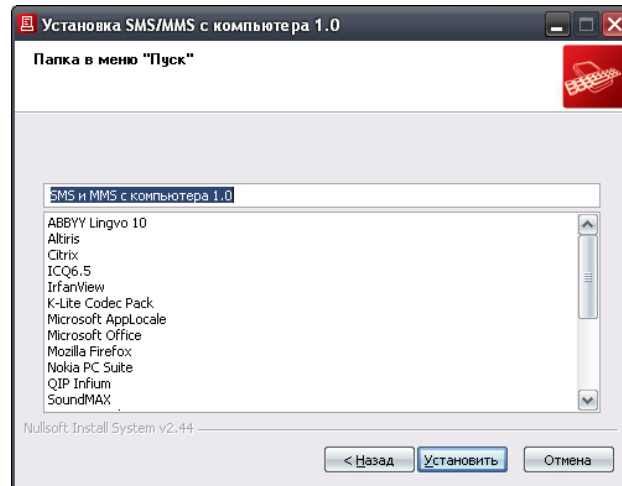 Установка SMS/MMS с компьютера 1.0
Папка в меню "Пуск"
SMS и MMS с компьютера 1.0
ABBYY Lingvo 10
Altiris
Citrix
ICQ6.5
IrfanView
K-Lite Codec Pack
Microsoft AppLocale
Microsoft Office
Mozilla Firefox
Nokia PC Suite
QIP Infium
SoundMAX
Nullsoft Install System v2.44
< Назад Установить Отмена